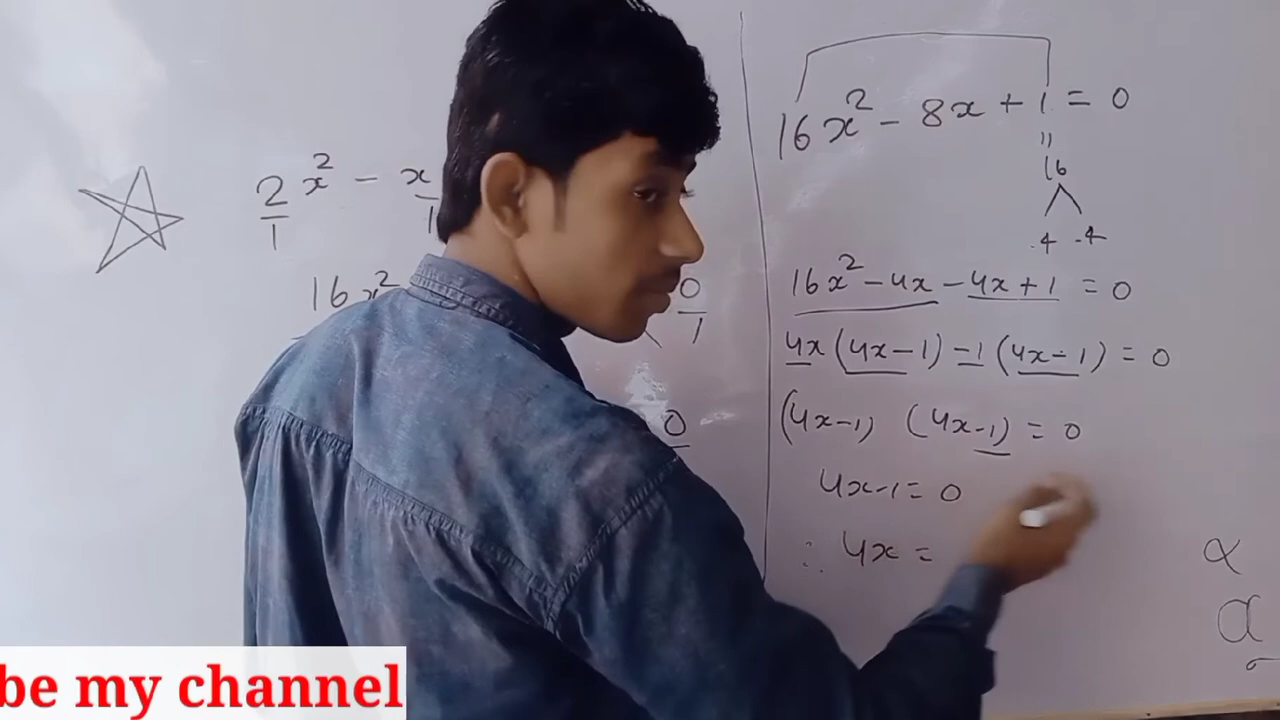 2x² - x
1 1
16x² 0
1
0
16x² - 8x + 1 = 0
"
16
-4 -4
16x² - 4x - 4x + 1 = 0
4x (4x - 1) - 1 (4x - 1) = 0
(4x - 1) (4x - 1) = 0
4x - 1 = 0
∴ 4x =
α
a
be my channel